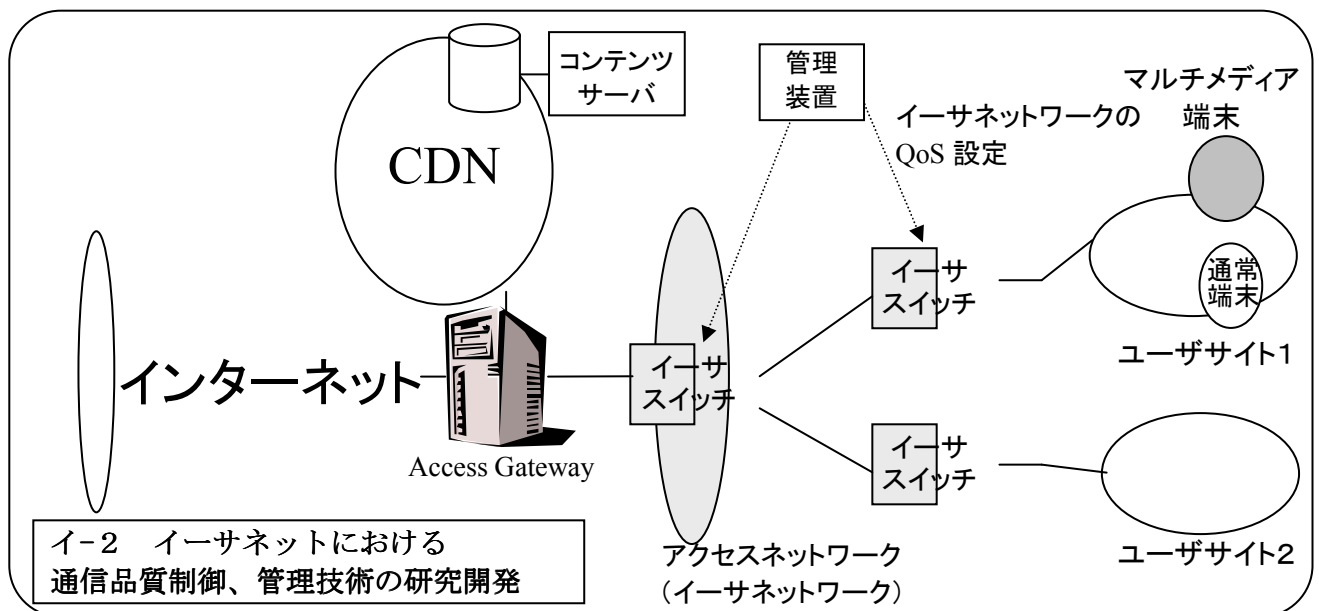 コンテンツ
サーバ
管理
装置
マルチメディア
端末
イーサネットワークの
QoS 設定
CDN
イーサ
スイッチ
通常
端末
ユーザサイト1
インターネット
イーサ
スイッチ
Access Gateway
イーサ
スイッチ
ユーザサイト2
アクセスネットワーク
(イーサネットワーク)
イ-2 イーサネットにおける
通信品質制御、管理技術の研究開発